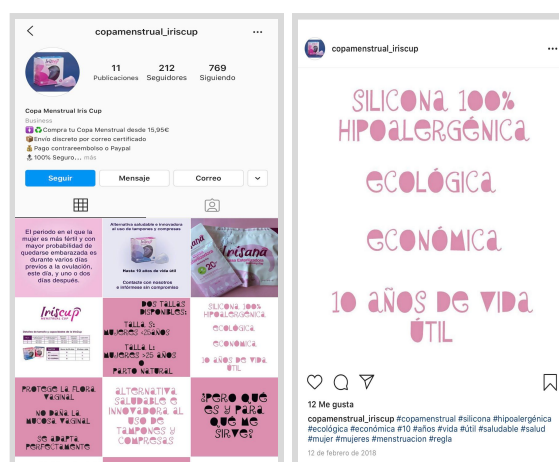 copamenstrual_iriscup
11
212
769
Publicaciones
Seguidores
Siguiendo
Copa Menstrual Iris Cup
Business
Compra tu Copa Menstrual desde 15,95€
Envío discreto por correo certificado
Pago contrareembolso o Paypal
100% Seguro... más
Seguir
Mensaje
Correo
El periodo en el que la
mujer es más fértil y con
mayor probabilidad de
quedarse embarazada es
durante varios días
previos a la ovulación,
este día, y uno o dos
días después.
Alternativa saludable e innovadora
al uso de tampones y compresas
Hasta 10 años de vida útil
Contacte con nosotros
e infórmese sin compromiso
Irisana
20
Iriscup
DOS TALLAS
DISPONIBLES:
TALLA S:
MUJERES <25AÑOS
TALLA L:
MUJERES >25 AÑOS
O
PARTO NATURAL
SILICONA 100%
HIPOALERGÉNICA
ECOLÓGICA
ECONÓMICA
10 AÑOS DE VIDA
ÚTIL
PROTEGE LA FLORA
VAGINAL
NO DAÑA LA
MUCOSA VAGINAL
SE ADAPTA
PERFECTAMENTE
ALTERNATIVA
SALUDABLE E
INNOVADORA AL
USO DE
TAMPONES Y
COMPRESAS
¿PERO QUÉ
ES Y PARA
QUÉ ME
SIRVE?
copamenstrual_iriscup
SILICONA 100%
HIPOALERGÉNICA
ECOLÓGICA
ECONÓMICA
10 AÑOS DE VIDA
ÚTIL
12 Me gusta
copamenstrual_iriscup #copamenstrual #silicona #hipoalergénica
#ecológica #económica #10 #años #vida #útil #saludable #salud
#mujer #mujeres #menstruacion #regla
12 de febrero de 2018